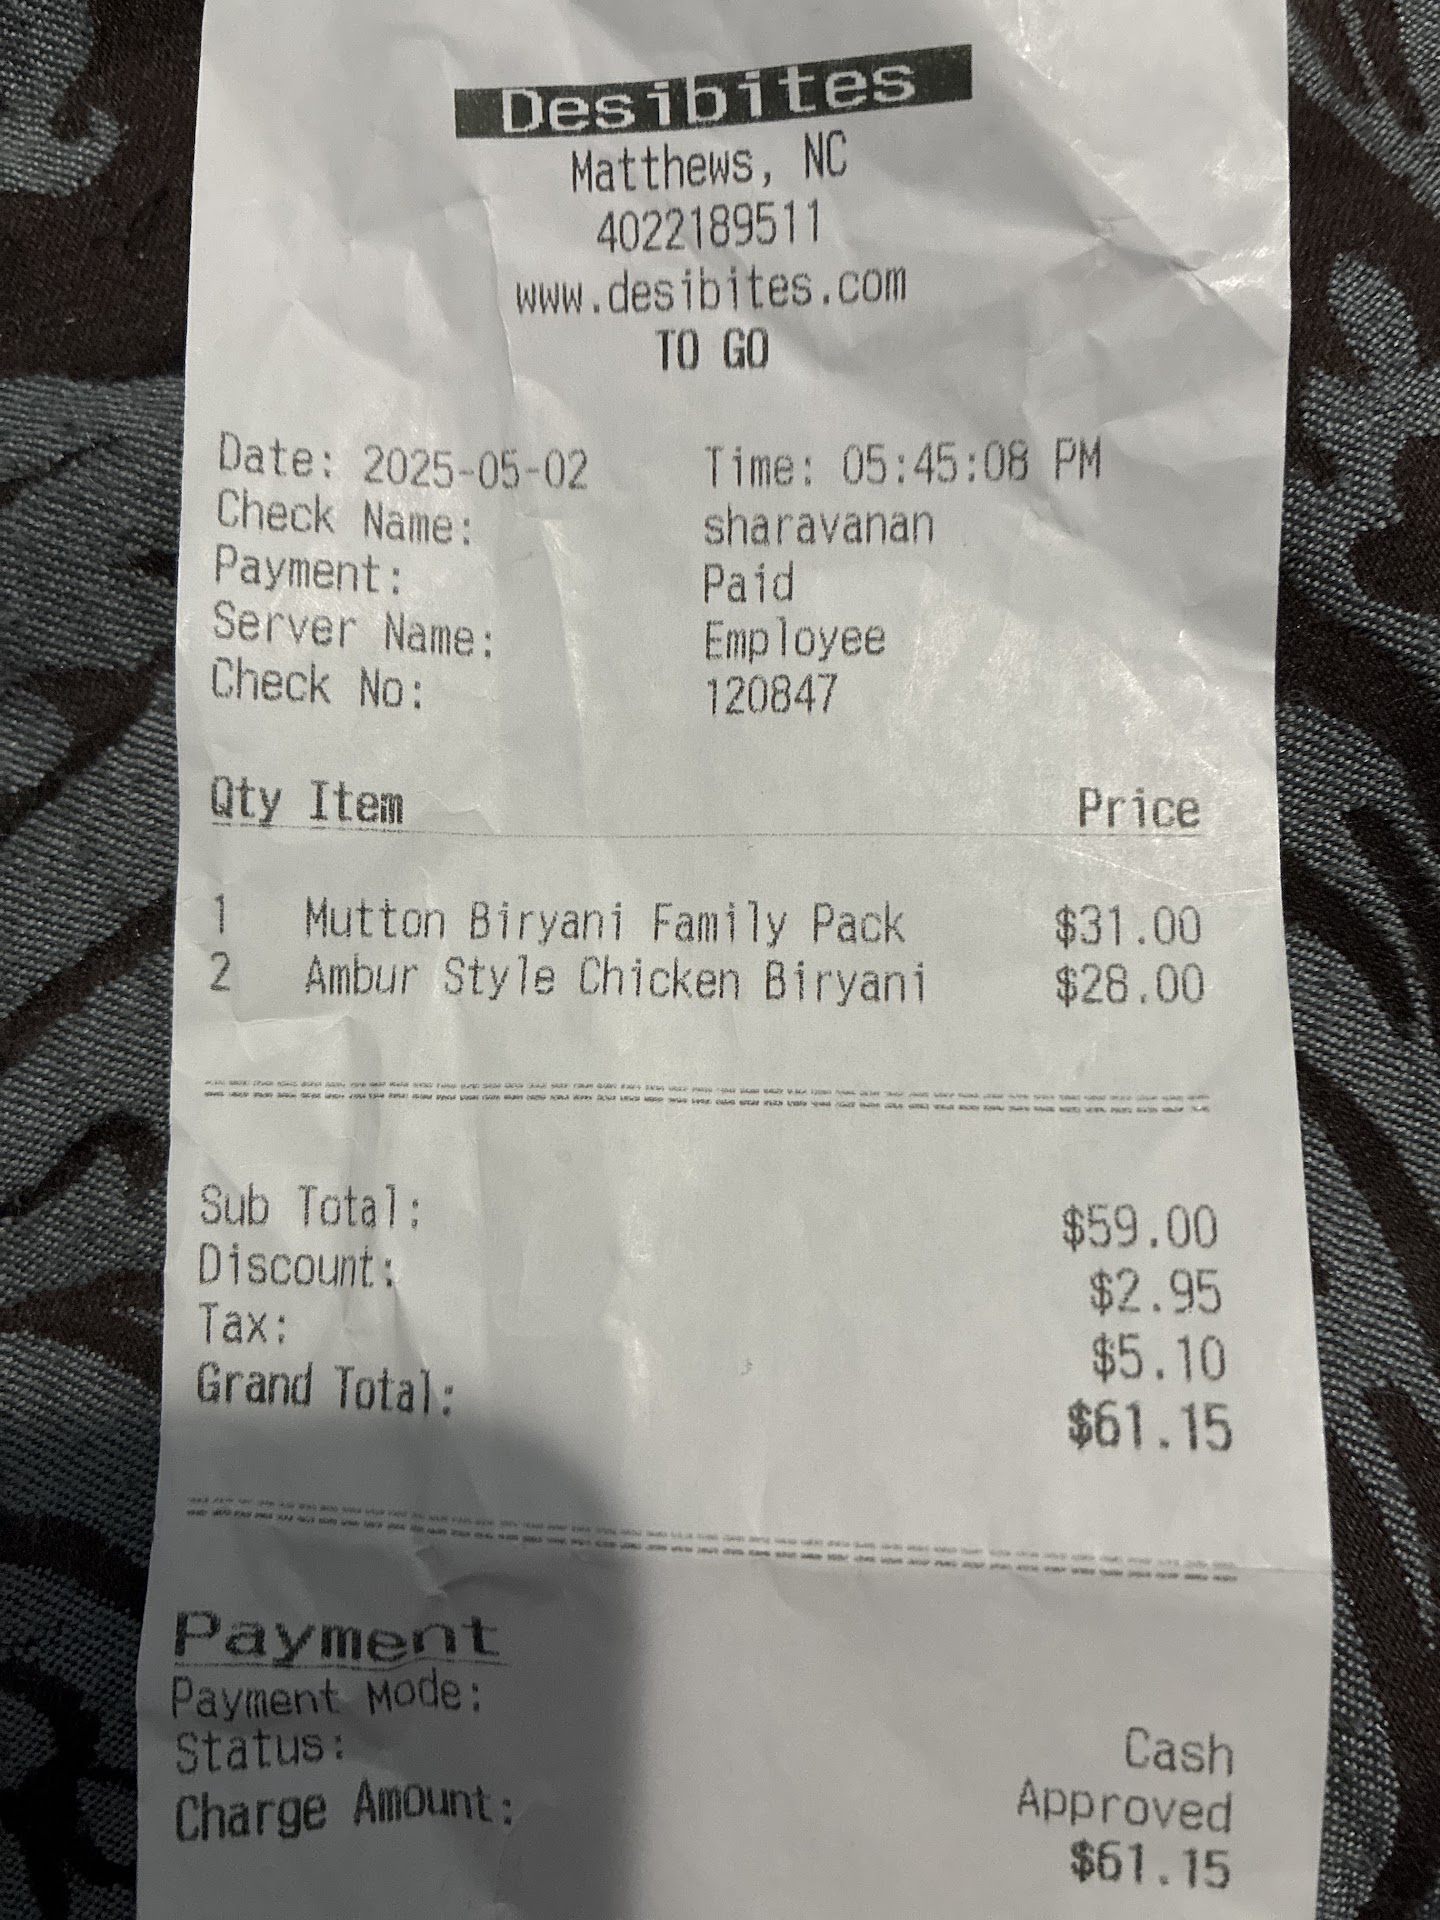 Desibites
Matthews, NC
4022189511
www.desibites.com
TO GO
Date: 2025-05-02 Time: 05:45:08 PM
Check Name: sharavanan
Payment: Paid
Server Name: Employee
Check No: 120847
Qty Item Price
1 Mutton Biryani Family Pack $31.00
2 Ambur Style Chicken Biryani $28.00
Sub Total: $59.00
Discount: $2.95
Tax: $5.10
Grand Total: $61.15
Payment
Payment Mode: Cash
Status: Approved
Charge Amount: $61.15